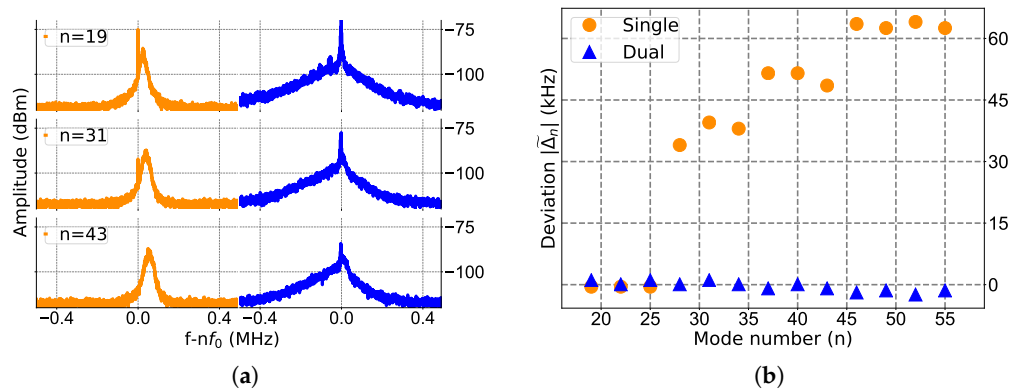 n=19
−75
−100
n=31
−75
−100
n=43
−75
−100
Amplitude (dBm)
−0.4 0.0 0.4 −0.4 0.0 0.4
f-nf₀ (MHz)
(a)
Single
Dual
60
45
30
15
0
Deviation |Δ̃ₙ| (kHz)
20 25 30 35 40 45 50 55
Mode number (n)
(b)